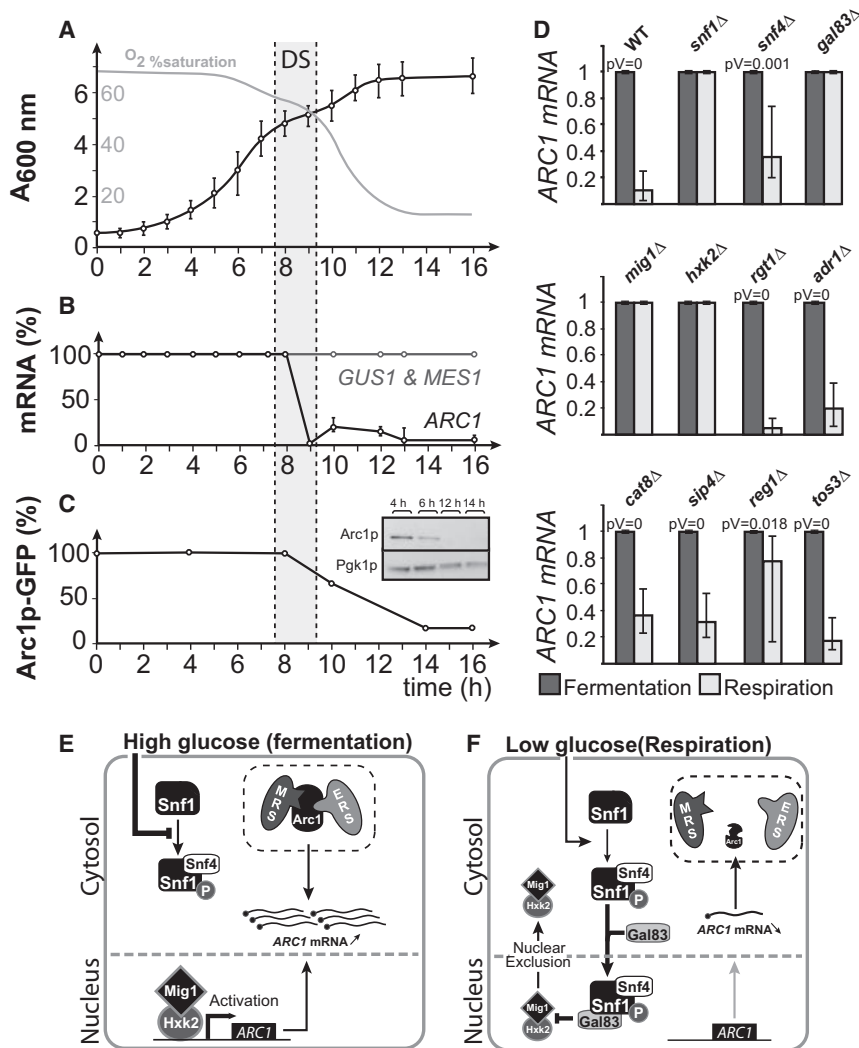 A
O2 %saturation
DS
A600 nm
6
4
2
0
60
40
20
0 2 4 6 8 10 12 14 16
B
mRNA (%)
100
50
0
GUS1 & MES1
ARC1
0 2 4 6 8 10 12 14 16
C
Arc1p-GFP (%)
100
50
0
4 h 6 h 12 h 14 h
Arc1p
Pgk1p
0 2 4 6 8 10 12 14 16
time (h)
D
WT snf1Δ snf4Δ gal83Δ
pV=0 pV=0.001
ARC1 mRNA
1
0.8
0.6
0.4
0.2
mig1Δ hxk2Δ rgt1Δ adr1Δ
pV=0 pV=0
ARC1 mRNA
1
0.8
0.6
0.4
0.2
cat8Δ sip4Δ reg1Δ tos3Δ
pV=0 pV=0 pV=0.018 pV=0
ARC1 mRNA
1
0.8
0.6
0.4
0.2
Fermentation Respiration
E
High glucose (fermentation)
Cytosol
Snf1
Snf4
Snf1
P
MRS
Arc1
ERS
ARC1 mRNA
Nucleus
Mig1
Hxk2
Activation
ARC1
F
Low glucose(Respiration)
Cytosol
Snf1
Snf4
Snf1
P
Mig1
Hxk2
Gal83
Nuclear
Exclusion
MRS
Arc1
ERS
ARC1 mRNA
Nucleus
Mig1
Hxk2
Snf4
Snf1
Gal83
P
ARC1